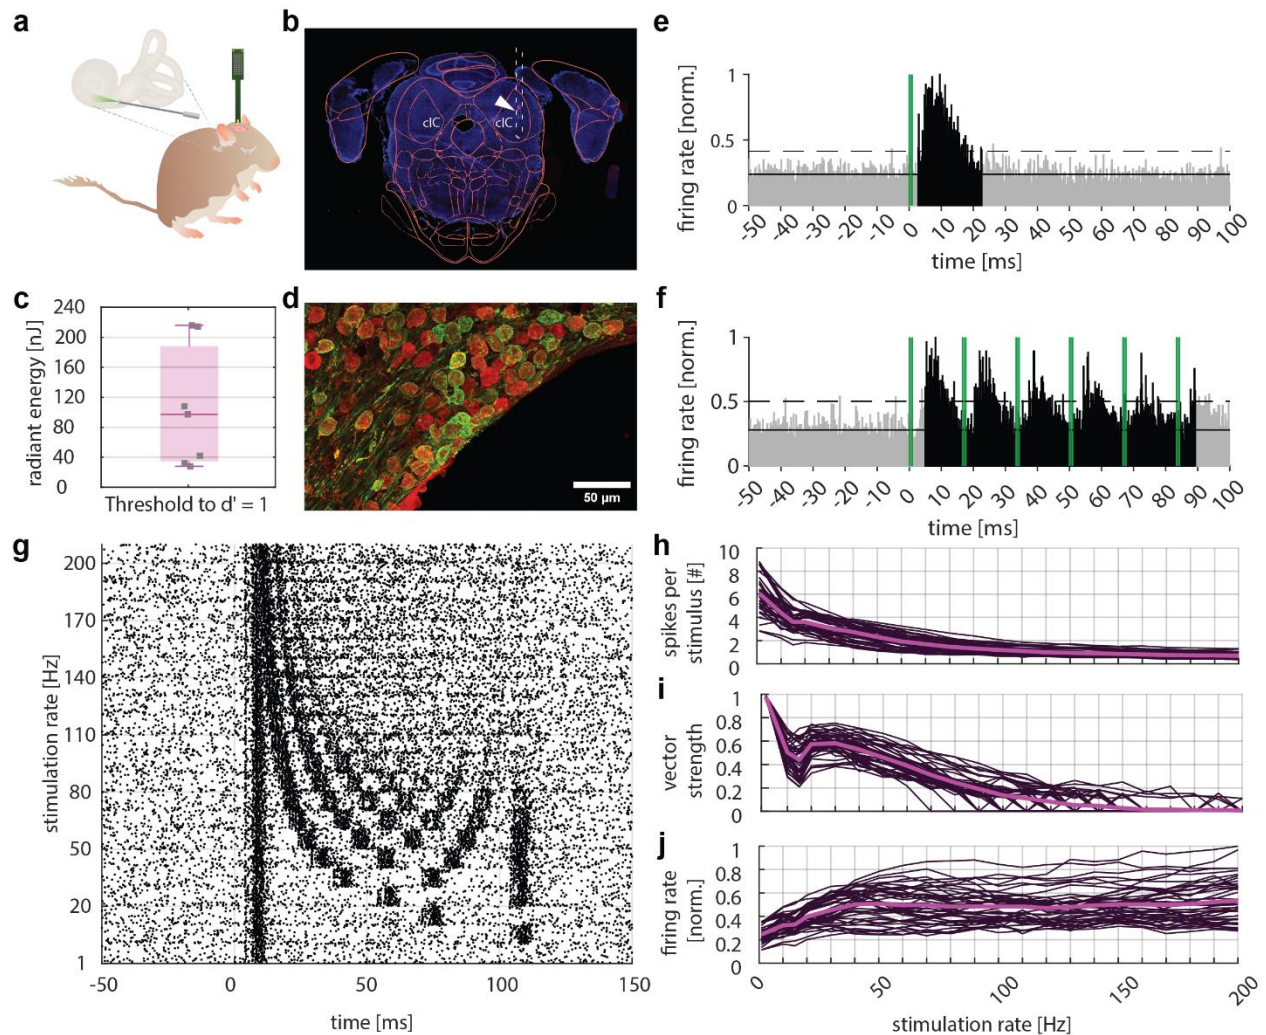 a
b
cIC
cIC
c
radiant energy [nJ]
240
200
160
120
80
40
0
Threshold to d' = 1
d
50 µm
e
firing rate [norm.]
1
0.5
0
-50 -40 -30 -20 -10 0 10 20 30 40 50 60 70 80 90 100
time [ms]
f
firing rate [norm.]
1
0.5
0
-50 -40 -30 -20 -10 0 10 20 30 40 50 60 70 80 90 100
time [ms]
g
stimulation rate [Hz]
200
170
140
110
80
50
20
1
-50 0 50 100 150
time [ms]
h
spikes per
stimulus [#]
10
8
6
4
2
0
i
vector
strength
1
0.8
0.6
0.4
0.2
0
j
firing rate
[norm.]
1
0.8
0.6
0.4
0.2
0
0 50 100 150 200
stimulation rate [Hz]